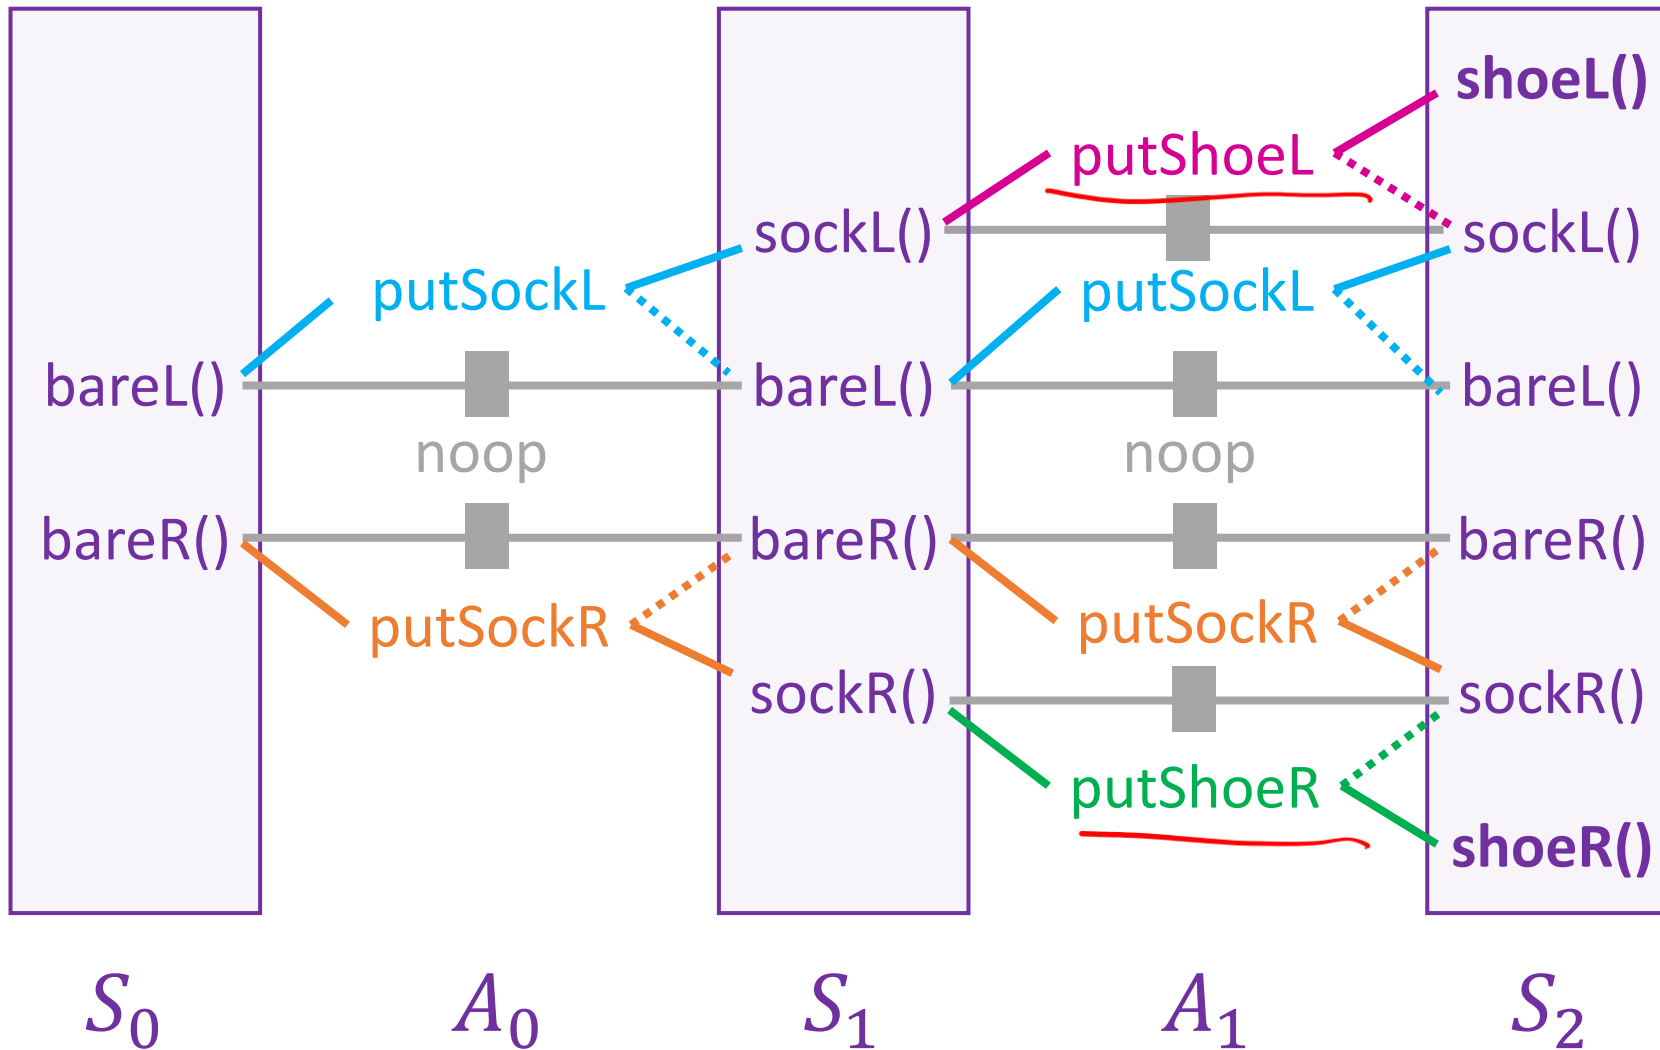 shoeL()
putShoeL
sockL()
sockL()
putSockL
putSockL
bareL()
bareL()
bareL()
noop
noop
bareR()
bareR()
bareR()
putSockR
putSockR
sockR()
sockR()
putShoeR
shoeR()
S₀ A₀ S₁ A₁ S₂